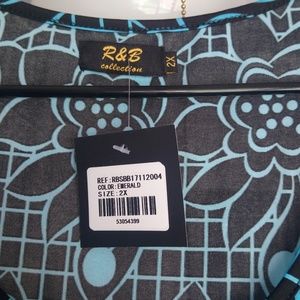 R&B
collection
2X
REF:RBSBB17112004
COLOR:EMERALD
SIZE:2X
53054399